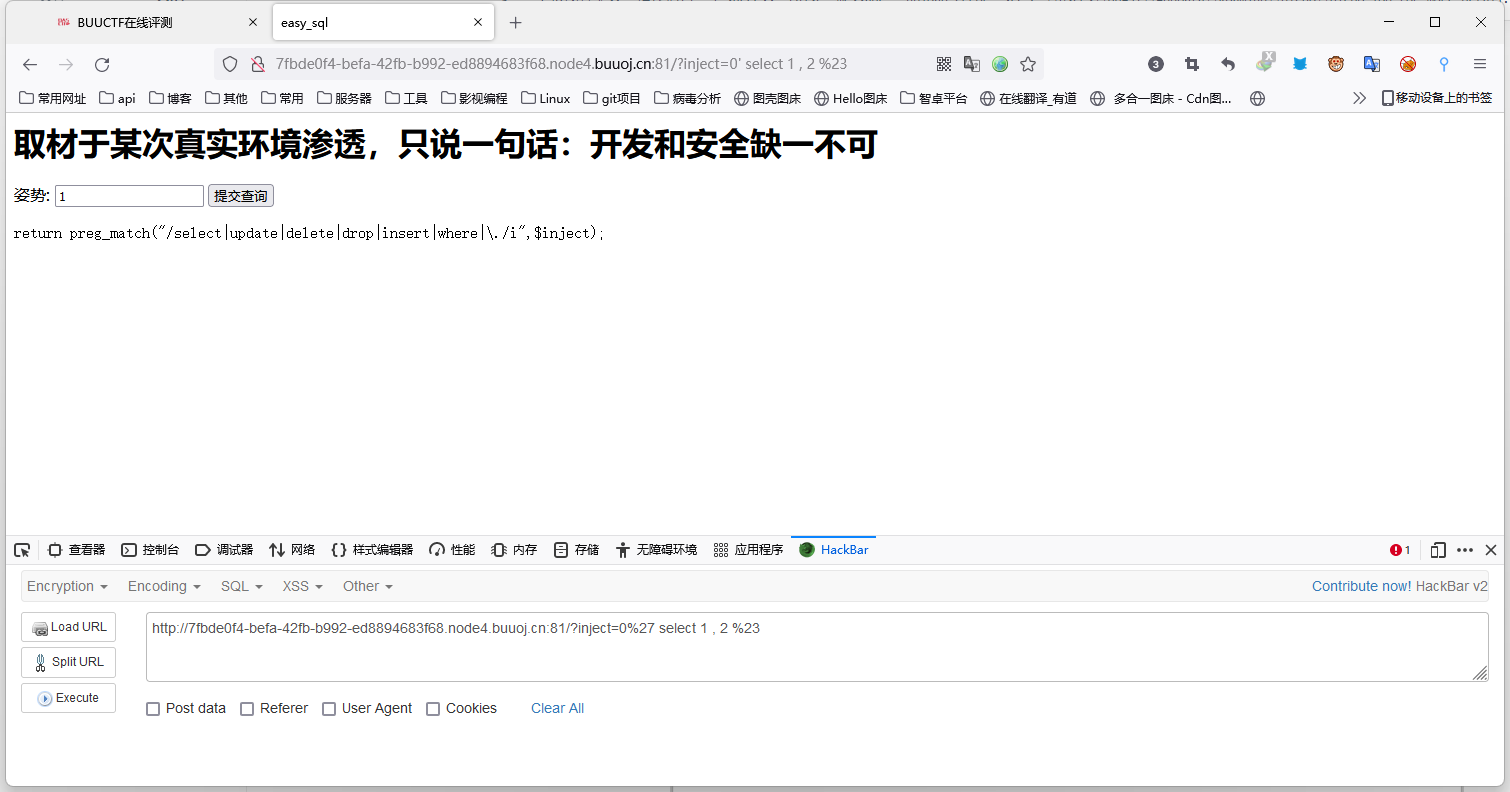 BUUCTF在线评测
easy_sql
7fbde0f4-befa-42fb-b992-ed8894683f68.node4.buuoj.cn:81/?inject=0' select 1 , 2 %23
常用网址 api 博客 其他 常用 服务器 工具 影视编程 Linux git项目 病毒分析 图壳图床 Hello图床 智卓平台 在线翻译_有道 多合一图床 - Cdn图... 移动设备上的书签
取材于某次真实环境渗透，只说一句话：开发和安全缺一不可
姿势: 1 提交查询
return preg_match("/select|update|delete|drop|insert|where|\./i",$inject);
查看器 控制台 调试器 网络 样式编辑器 性能 内存 存储 无障碍环境 应用程序 HackBar 1
Encryption Encoding SQL XSS Other Contribute now! HackBar v2
Load URL
http://7fbde0f4-befa-42fb-b992-ed8894683f68.node4.buuoj.cn:81/?inject=0%27 select 1 , 2 %23
Split URL
Execute
Post data Referer User Agent Cookies Clear All